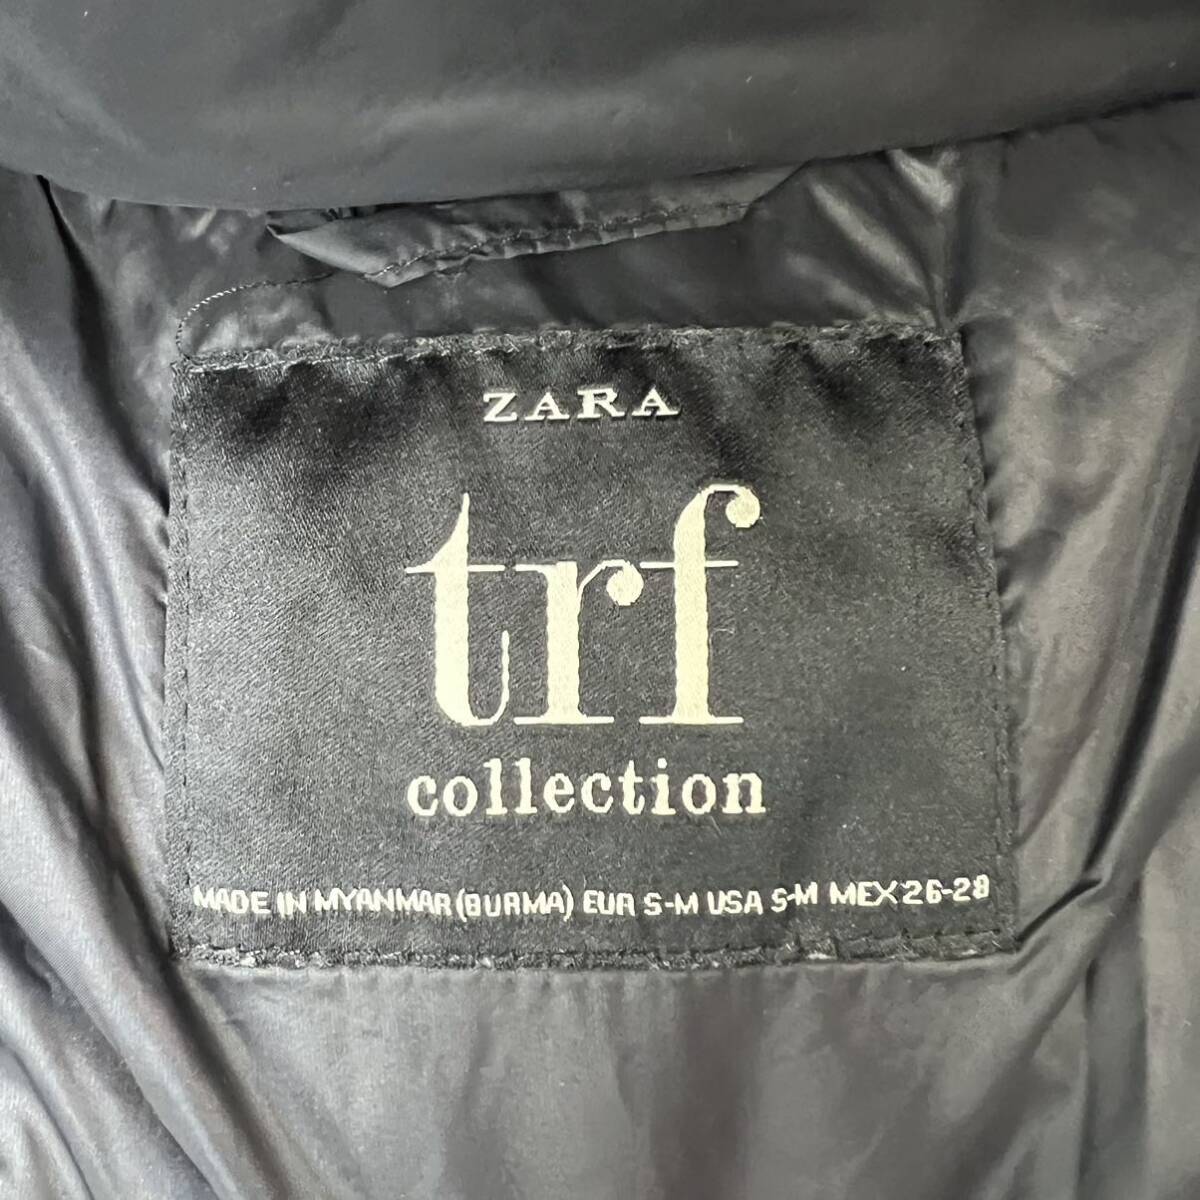 ZARA
trf
collection
MADE IN MYANMAR (BURMA) EUR S-M USA S-M MEX 26-28